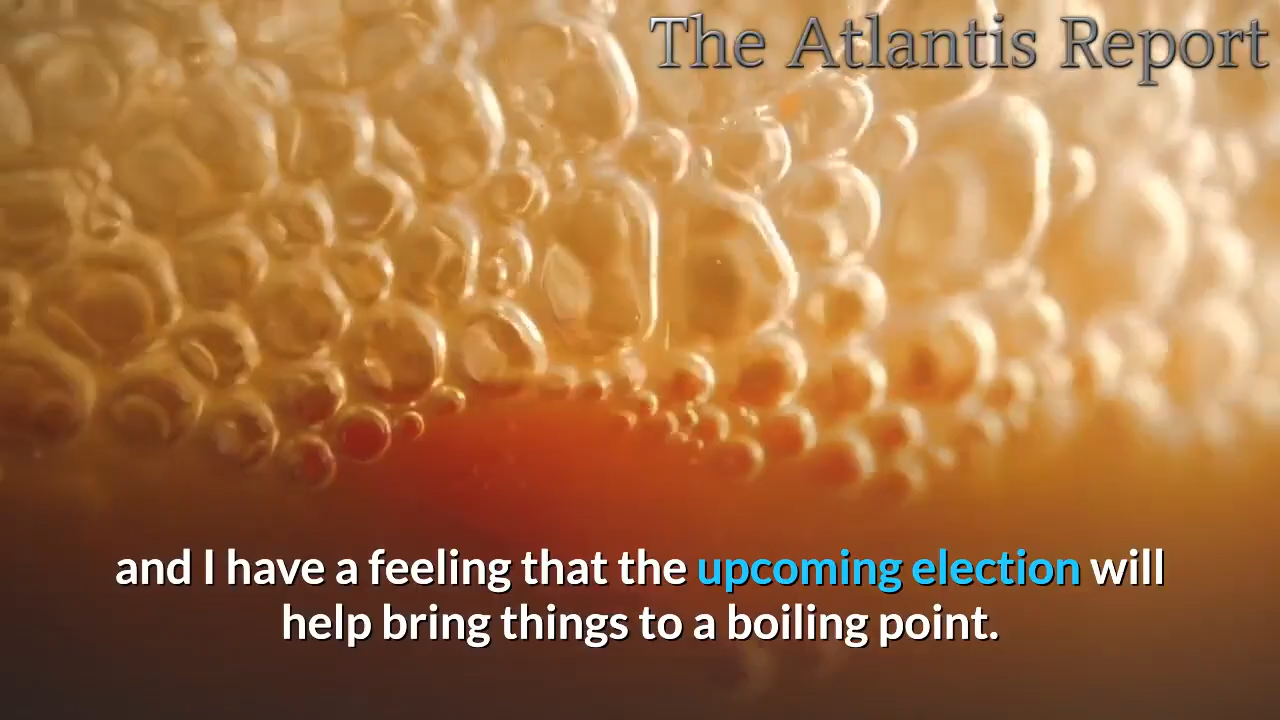 The Atlantis Report
and I have a feeling that the upcoming election will
help bring things to a boiling point.